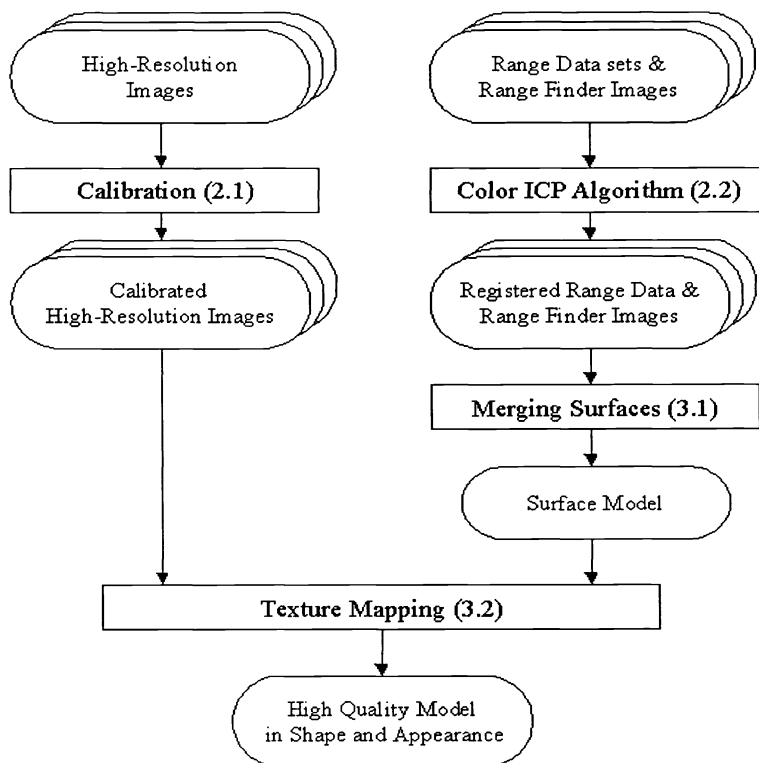 High-Resolution
Images
Range Data sets &
Range Finder Images
Calibration (2.1)
Color ICP Algorithm (2.2)
Calibrated
High-Resolution Images
Registered Range Data &
Range Finder Images
Merging Surfaces (3.1)
Surface Model
Texture Mapping (3.2)
High Quality Model
in Shape and Appearance